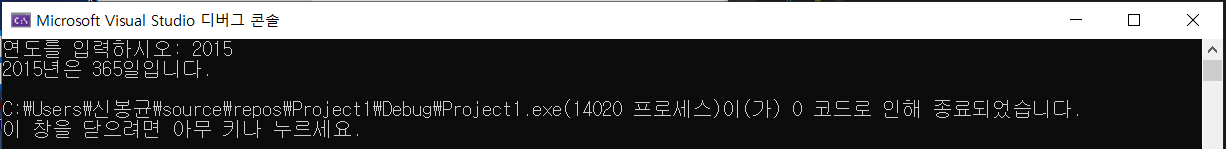 Microsoft Visual Studio 디버그 콘솔
연도를 입력하시오: 2015
2015년은 365일입니다.
C:₩Users₩신봉균₩source₩repos₩Project1₩Debug₩Project1.exe(14020 프로세스)이(가) 0 코드로 인해 종료되었습니다.
이 창을 닫으려면 아무 키나 누르세요.